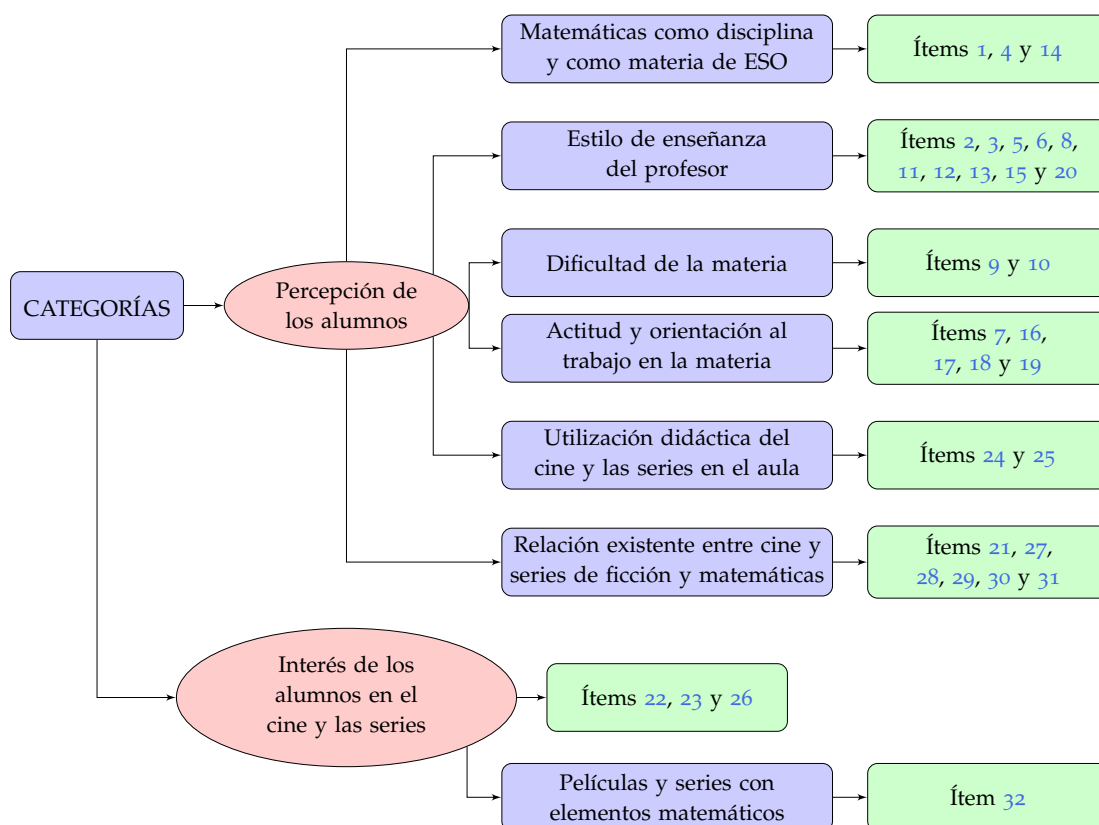 Matemáticas como disciplina
y como materia de ESO
Ítems 1, 4 y 14
Estilo de enseñanza
del profesor
Ítems 2, 3, 5, 6, 8,
11, 12, 13, 15 y 20
Dificultad de la materia
Ítems 9 y 10
CATEGORÍAS
Percepción de
los alumnos
Actitud y orientación al
trabajo en la materia
Ítems 7, 16,
17, 18 y 19
Utilización didáctica del
cine y las series en el aula
Ítems 24 y 25
Relación existente entre cine y
series de ficción y matemáticas
Ítems 21, 27,
28, 29, 30 y 31
Interés de los
alumnos en el
cine y las series
Ítems 22, 23 y 26
Películas y series con
elementos matemáticos
Ítem 32